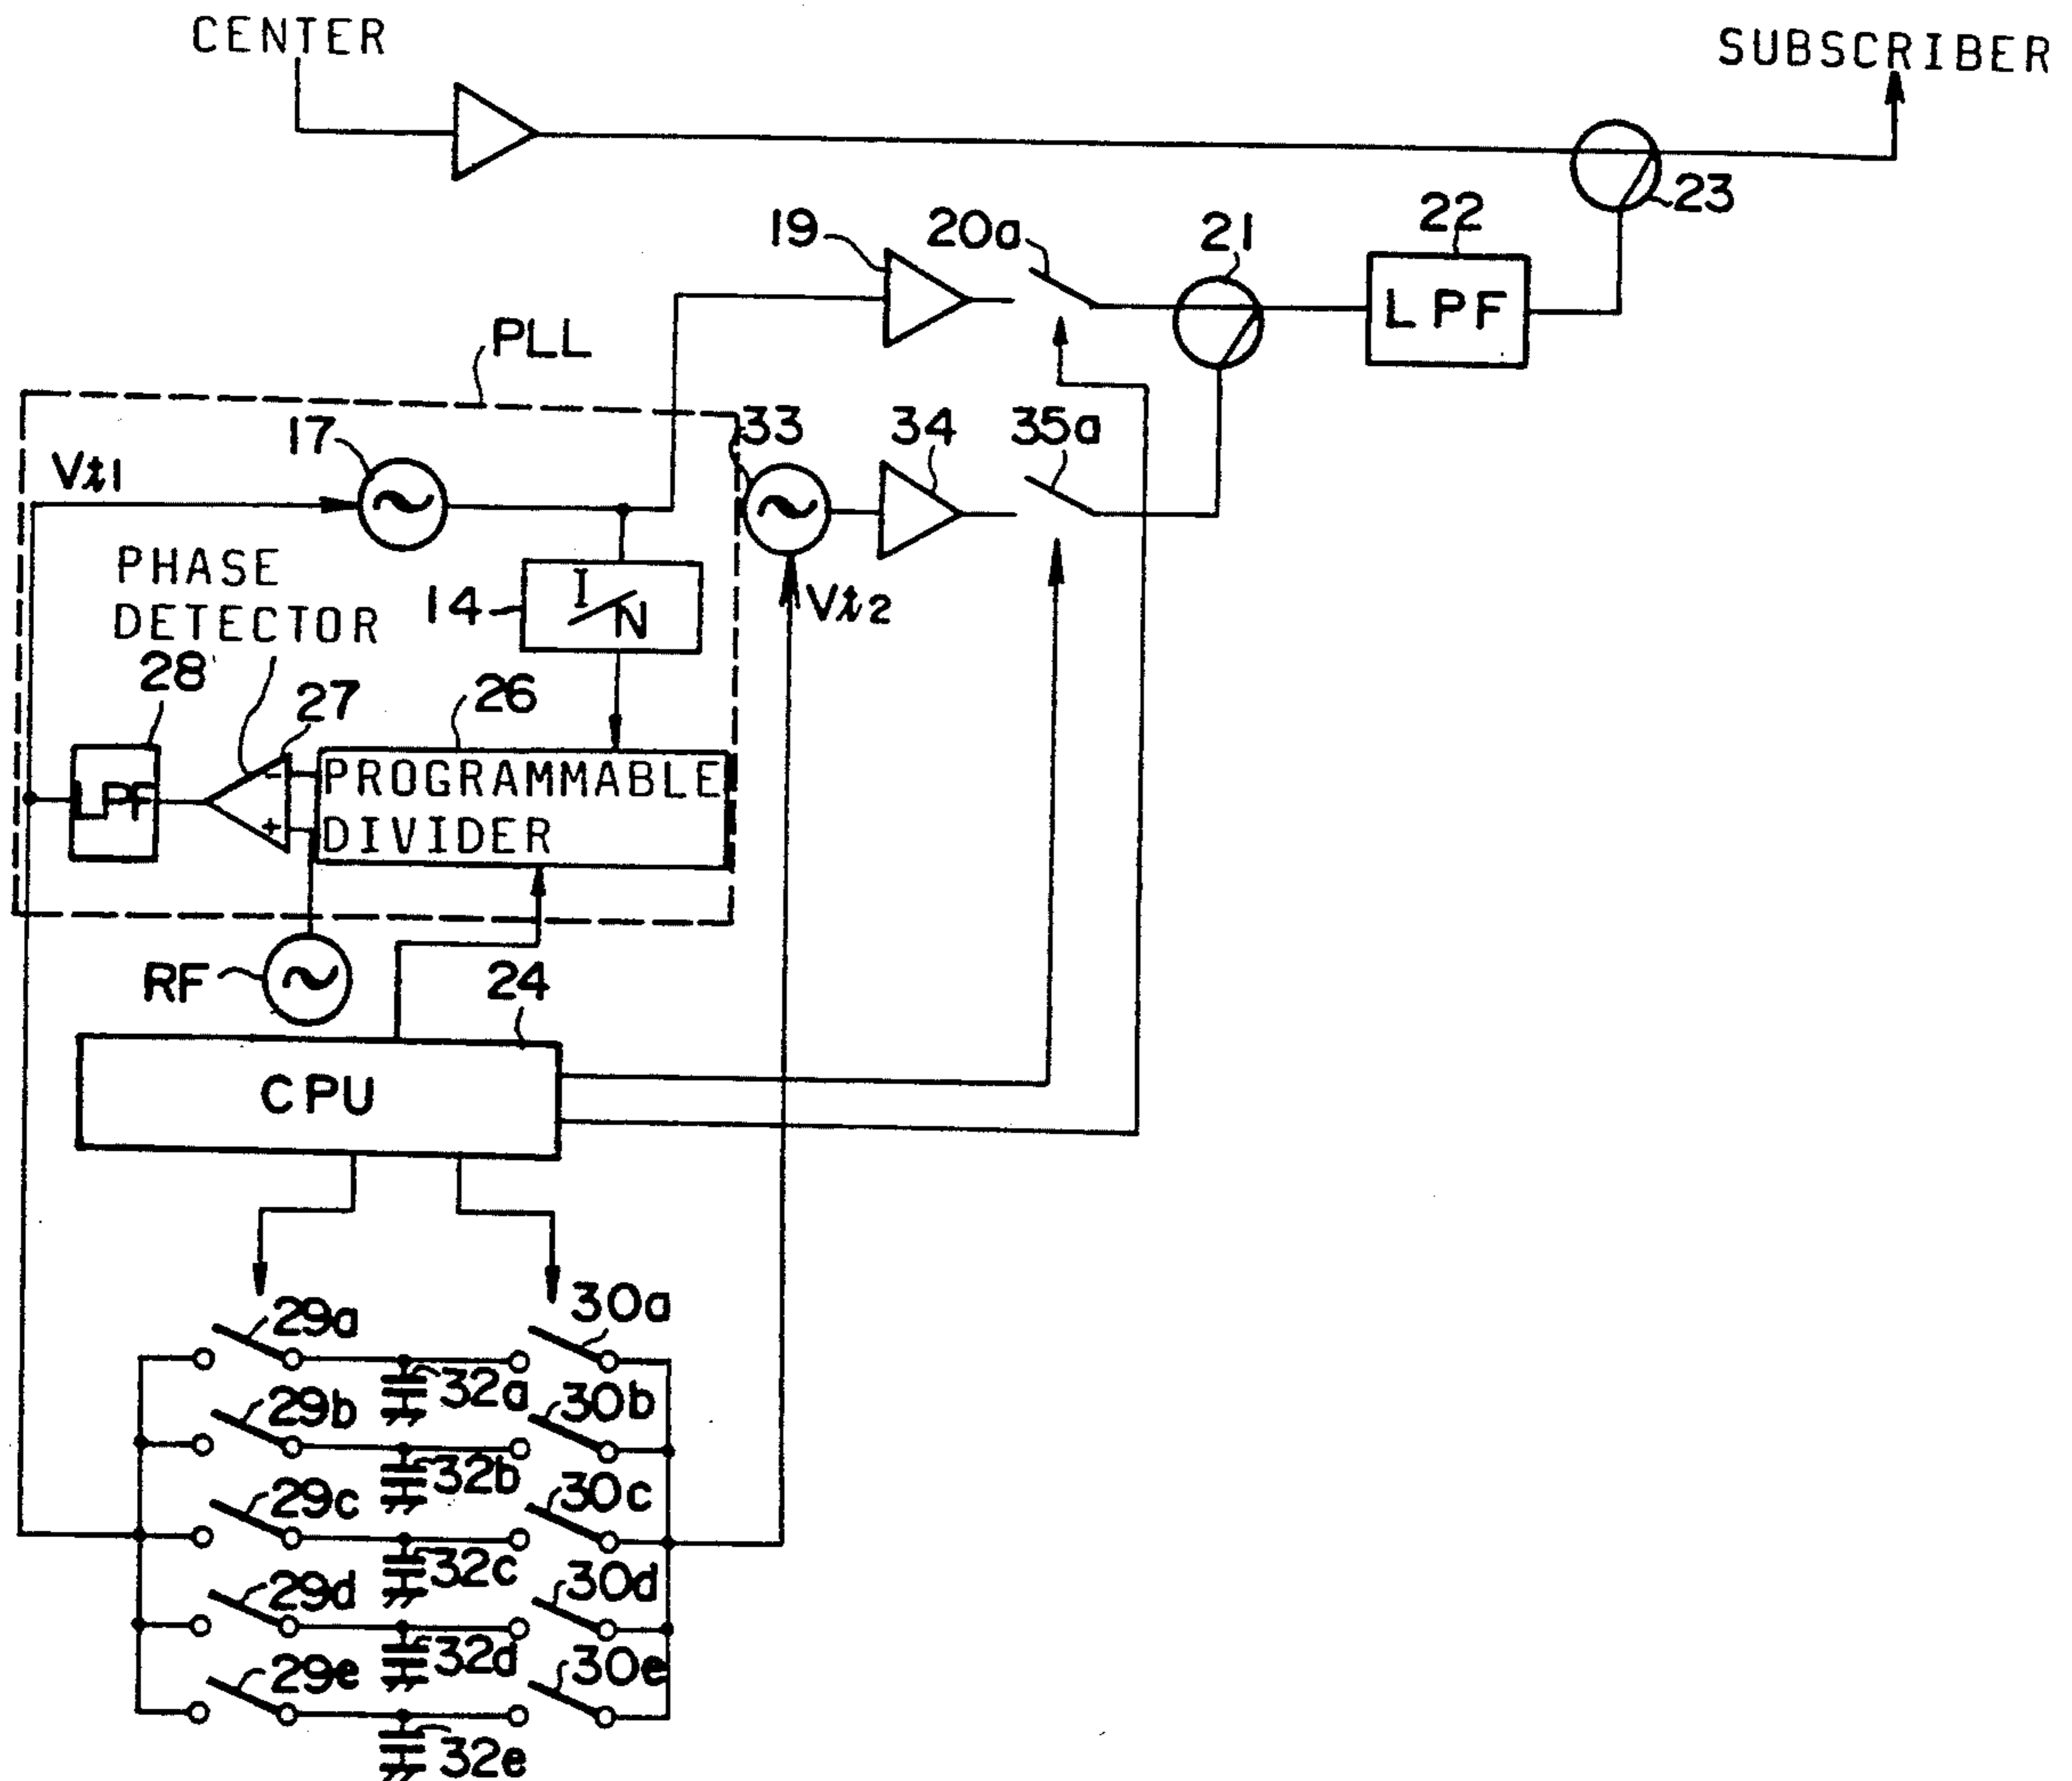 CENTER
SUBSCRIBER
23
22
19
20a
21
LPF
PLL
17
33
34
35a
Vt1
PHASE
DETECTOR
14
1/N
Vt2
28
27
26
LPF
-
+
PROGRAMMABLE
DIVIDER
RF
24
CPU
29a
30a
32a
29b
30b
32b
29c
30c
32c
29d
30d
32d
29e
30e
32e